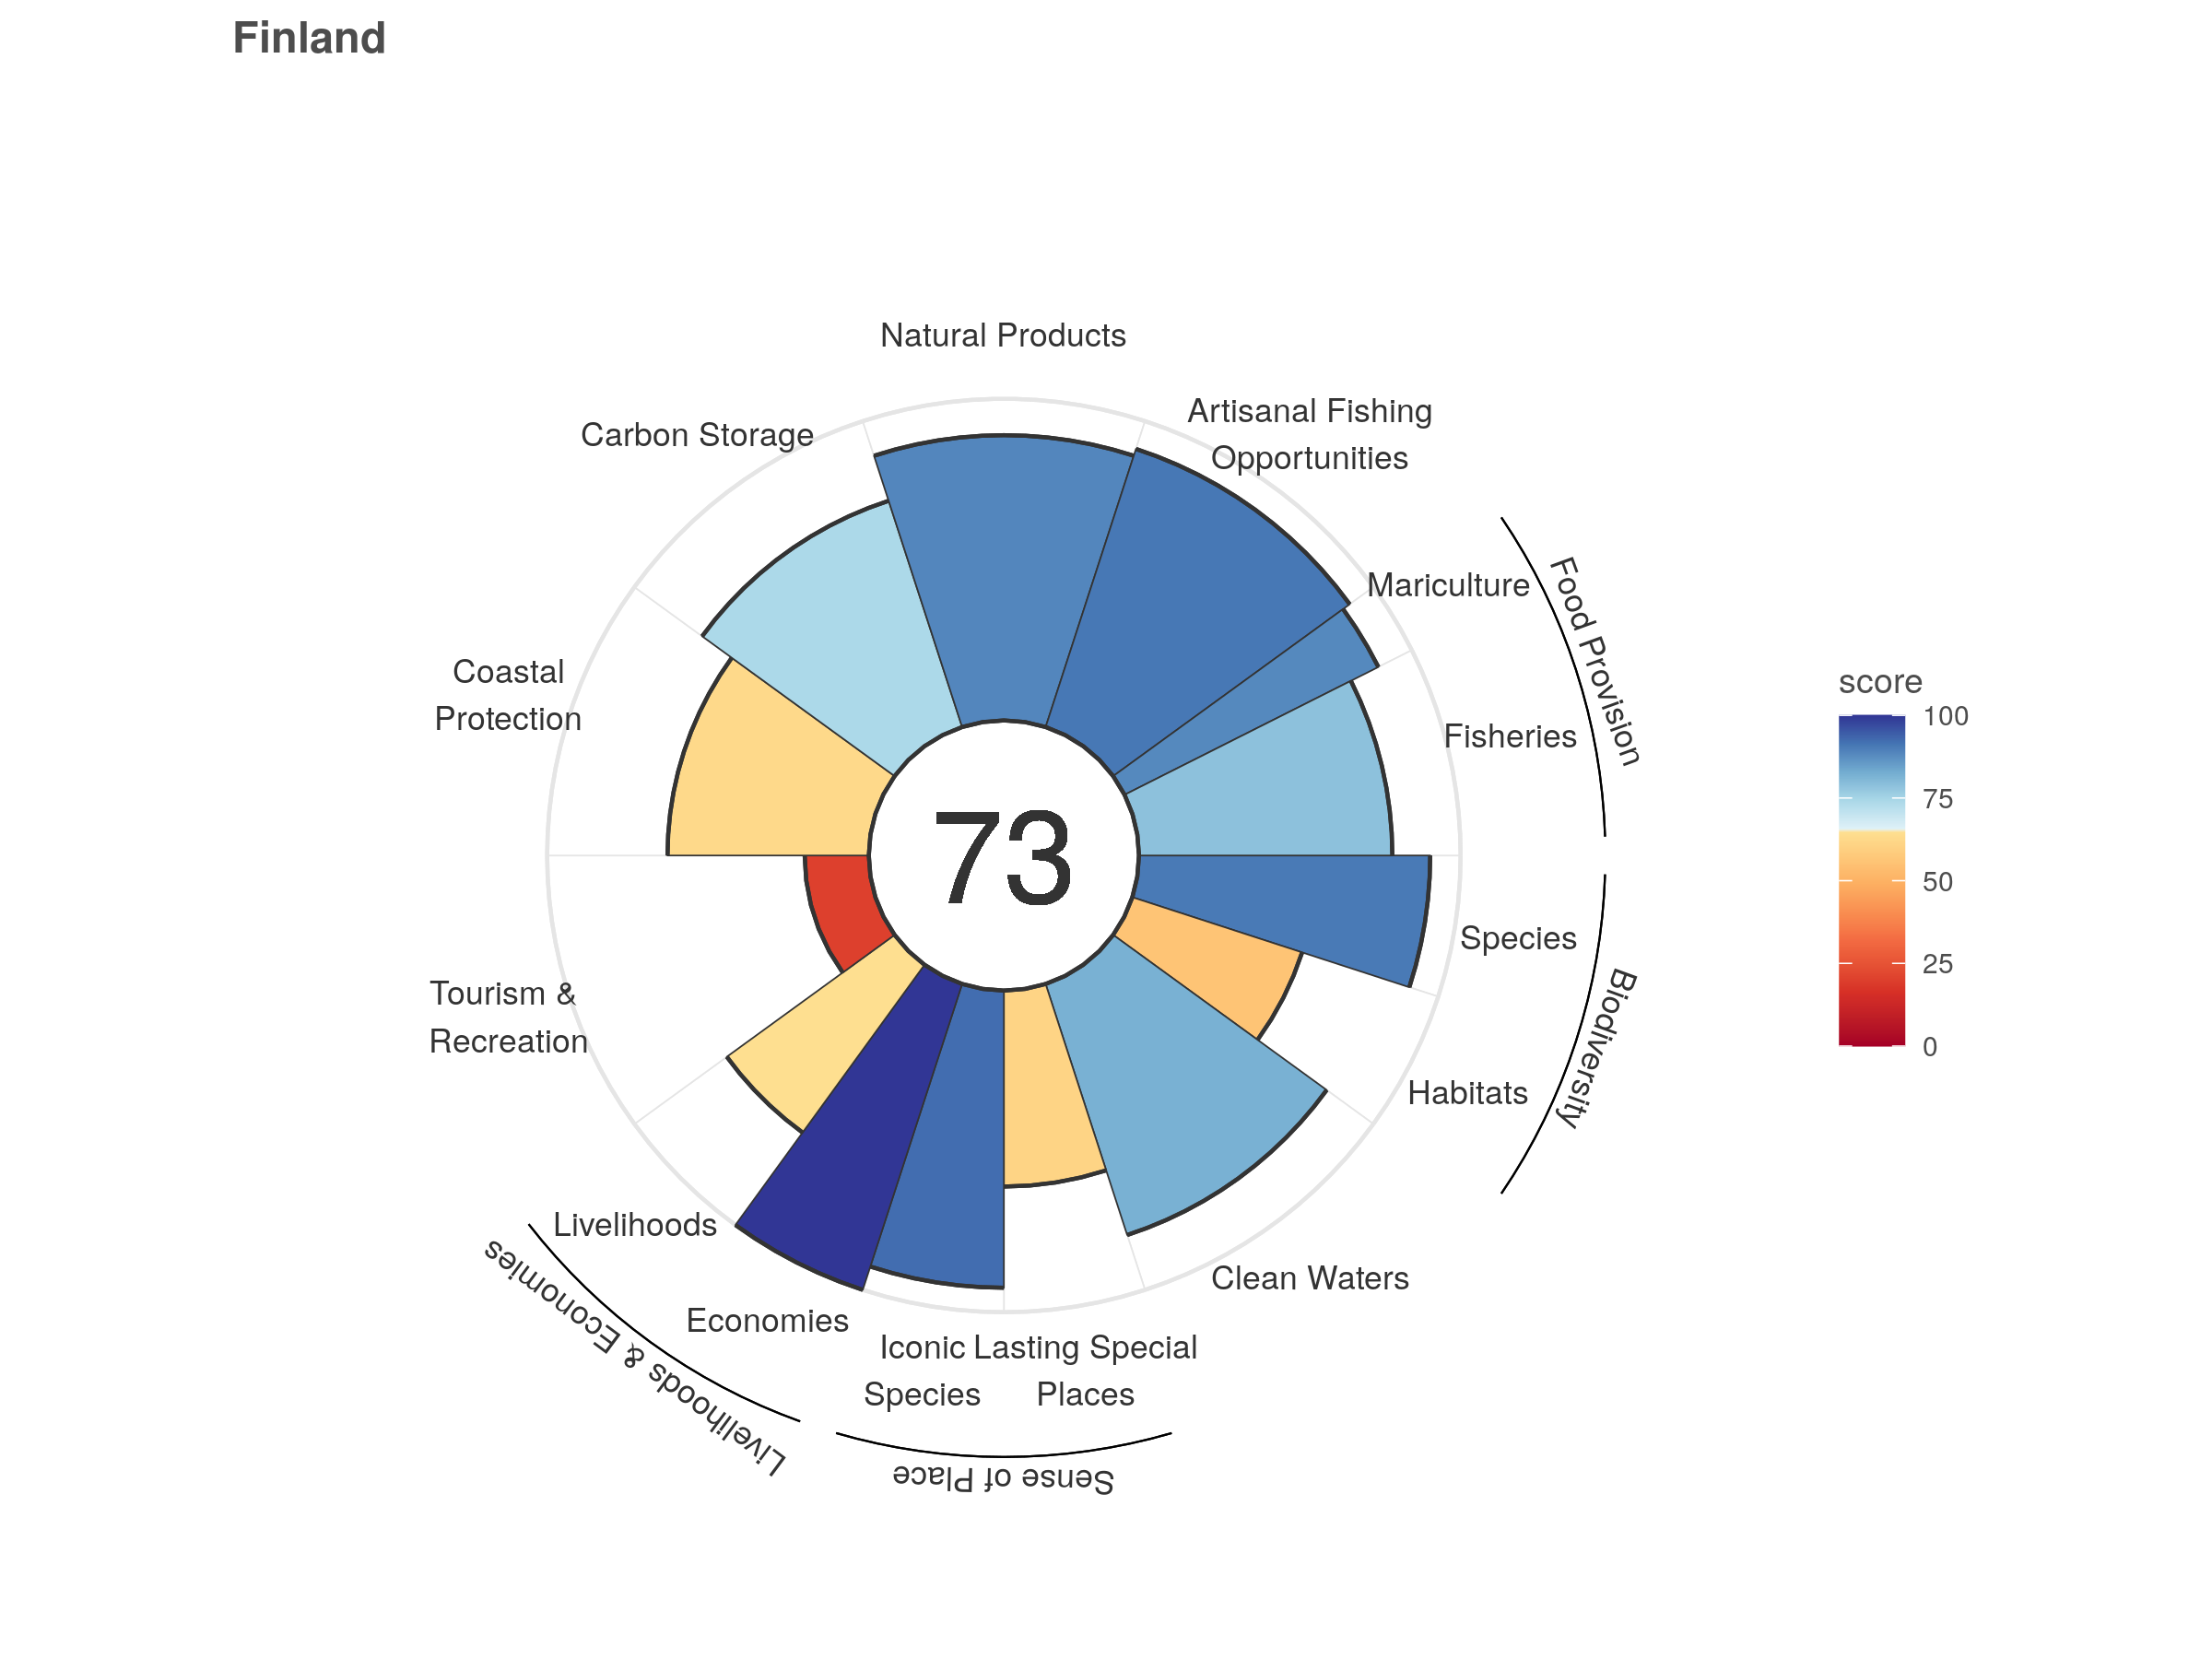 Finland
Natural Products
Artisanal Fishing
Opportunities
Carbon Storage
Mariculture
Food Provision
Coastal
Protection
Fisheries
score
100
75
50
25
0
73
Species
Biodiversity
Tourism &
Recreation
Habitats
Livelihoods
Clean Waters
Economies
Livelihoods & Economies
Iconic
Species
Lasting Special
Places
Sense of Place